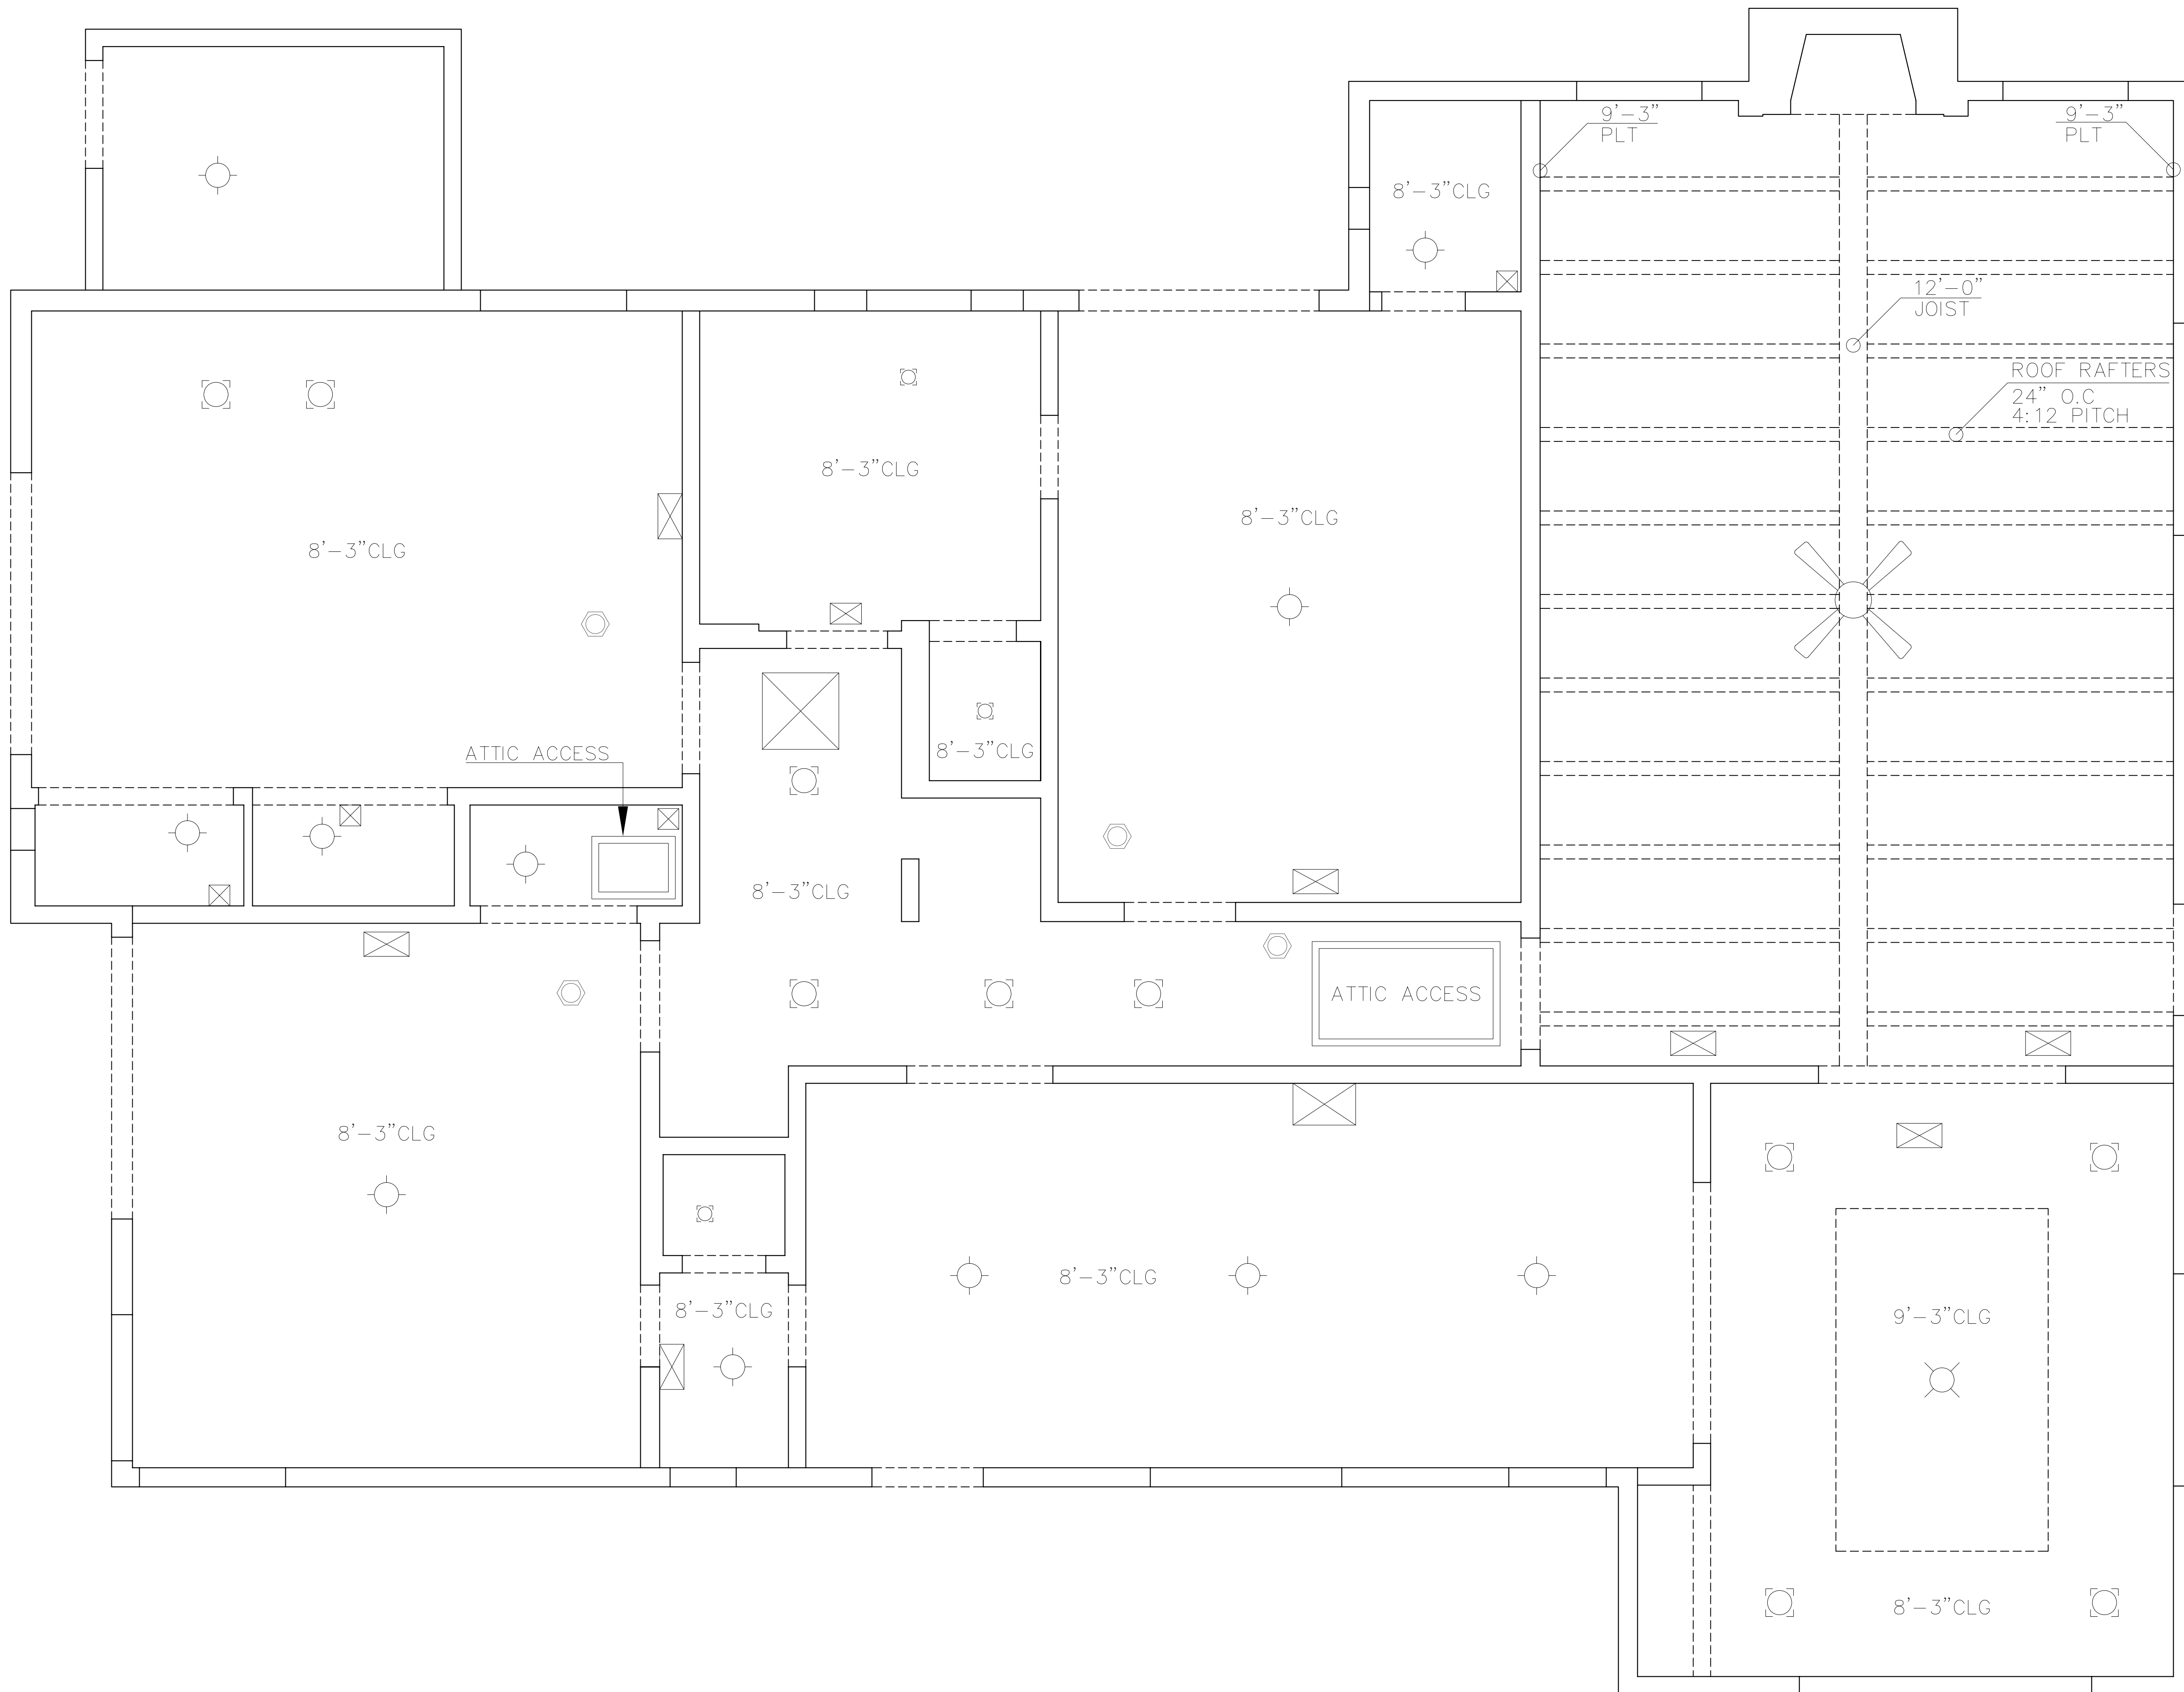 9'-3"
PLT
9'-3"
PLT
8'-3"CLG
12'-0"
JOIST
ROOF RAFTERS
24" O.C
4:12 PITCH
8'-3"CLG
8'-3"CLG
8'-3"CLG
ATTIC ACCESS
8'-3"CLG
8'-3"CLG
ATTIC ACCESS
8'-3"CLG
8'-3"CLG
8'-3"CLG
9'-3"CLG
8'-3"CLG